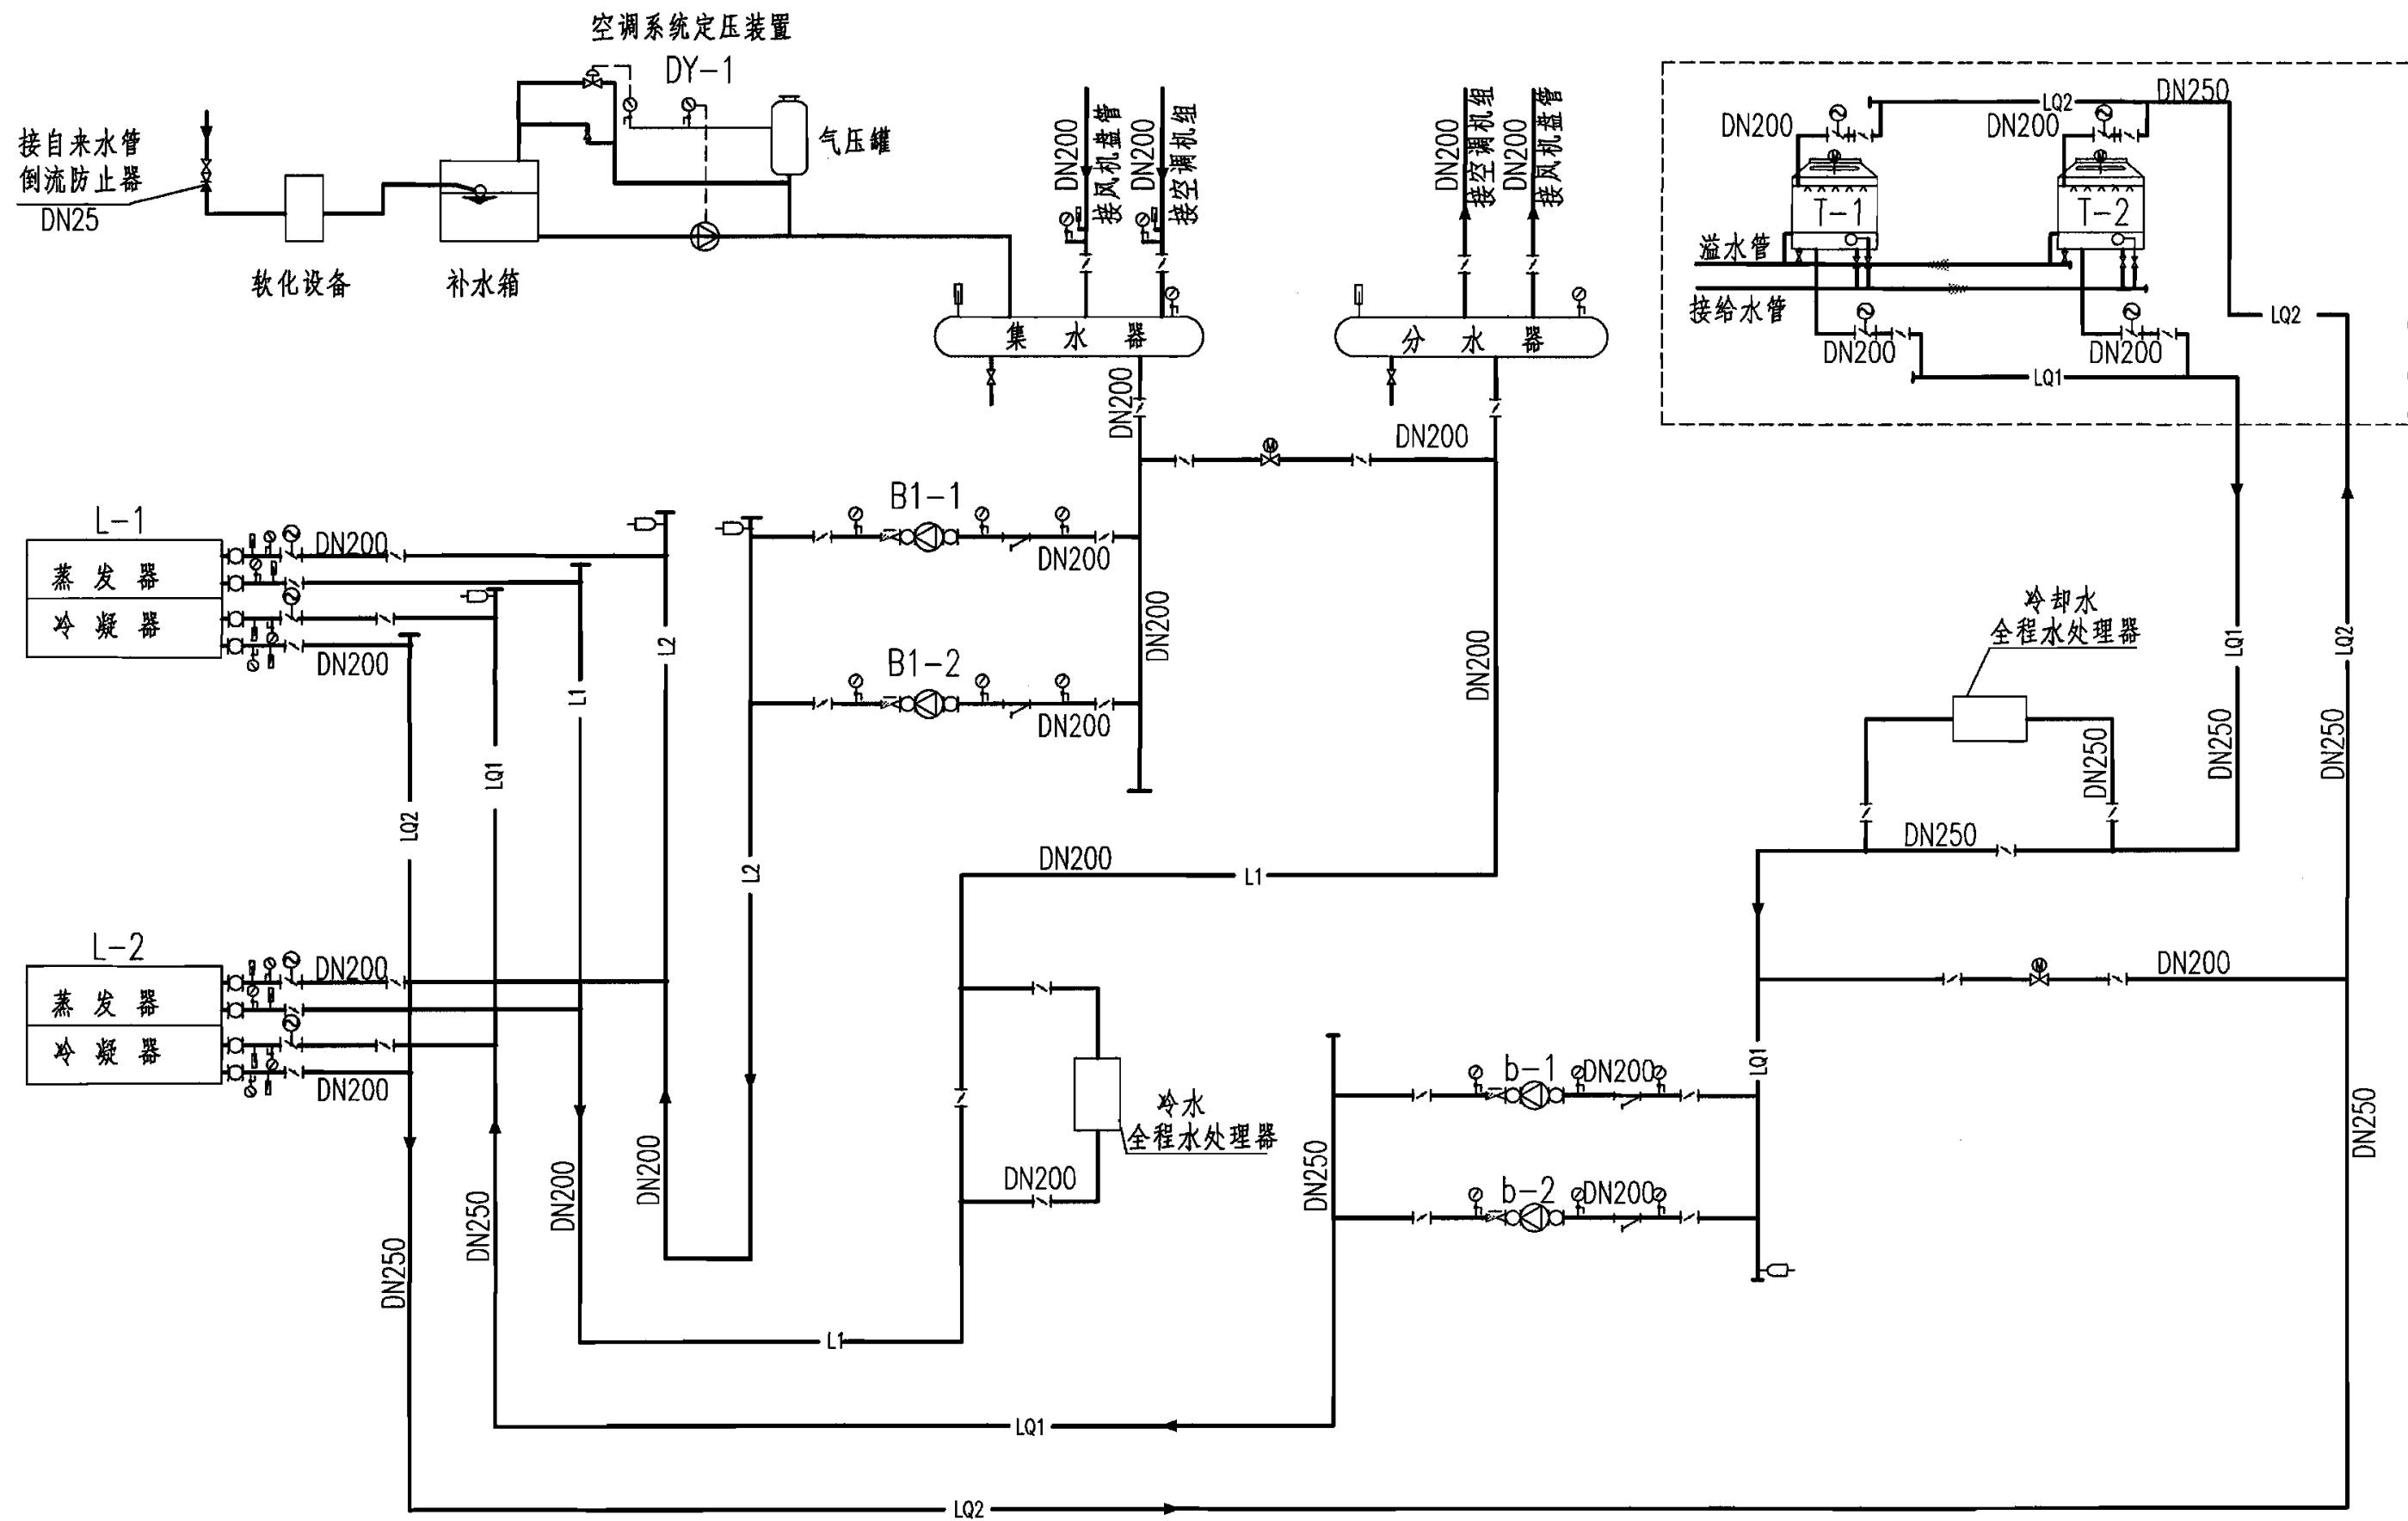 空调系统定压装置
DY-1
气压罐
接自来水管
倒流防止器
DN25
软化设备
补水箱
DN200
接风机盘管
DN200
接空调机组
DN200
接空调机组
DN200
接风机盘管
集水器
分水器
DN200
DN200
LQ2
DN250
DN200
DN200
T-1
T-2
溢水管
接给水管
DN200
DN200
LQ1
LQ2
L-1
蒸发器
冷凝器
DN200
DN200
B1-1
DN200
B1-2
DN200
DN200
DN200
L2
L1
LQ1
LQ2
L2
冷却水
全程水处理器
LQ1
LQ2
DN250
DN250
DN250
DN250
DN200
L1
L-2
蒸发器
冷凝器
DN200
DN200
DN200
LQ1
冷水
全程水处理器
DN200
b-1
DN200
b-2
DN200
DN250
DN250
DN200
DN200
DN250
DN250
L1
LQ1
LQ2